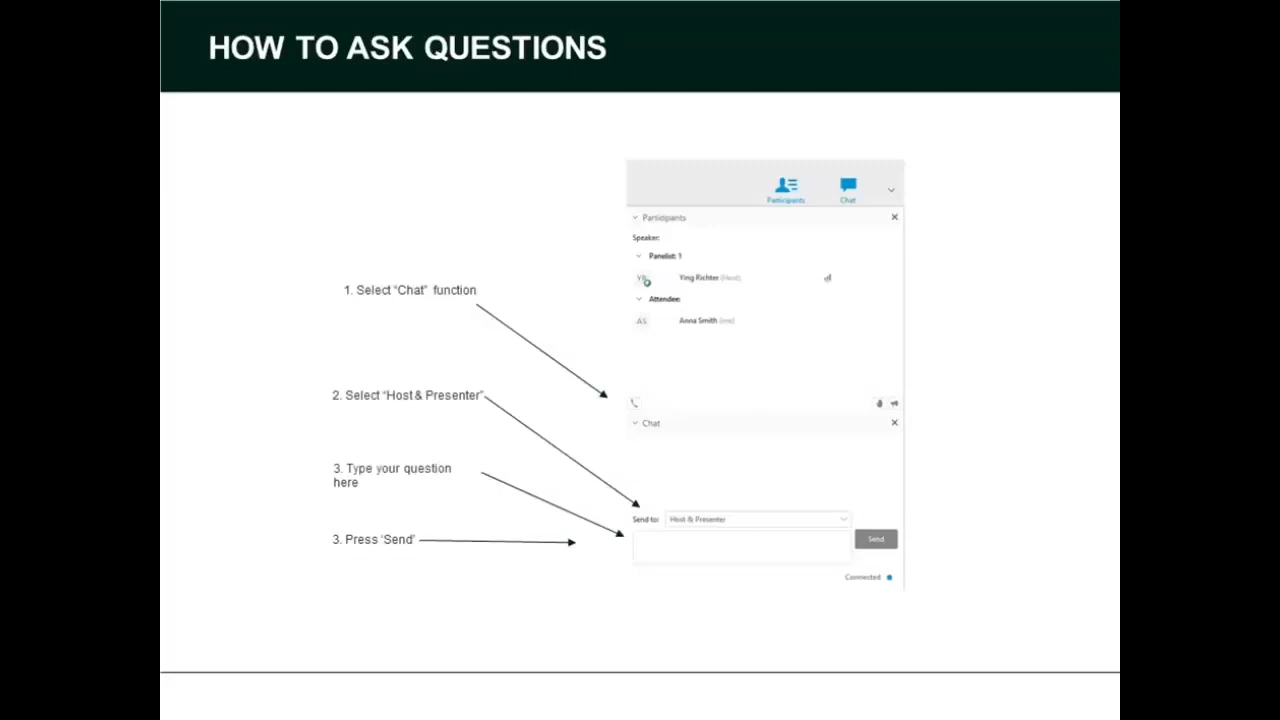 HOW TO ASK QUESTIONS
Participants
Chat
Participants
Speaker:
Panelist: 1
YR
Ying Richter (Host)
Attendee:
AS
Anna Smith (me)
1. Select “Chat” function
2. Select “Host & Presenter”
3. Type your question
here
3. Press ‘Send’
Chat
Send to:
Host & Presenter
Send
Connected